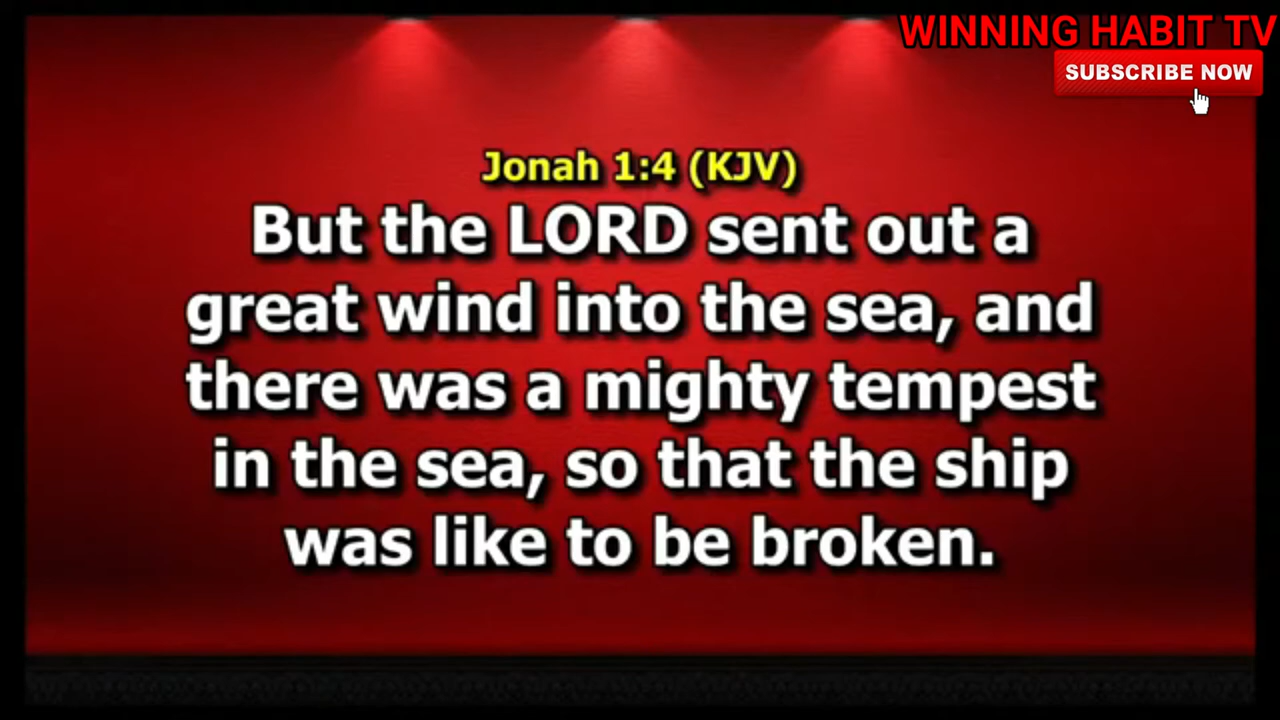 WINNING HABIT TV
SUBSCRIBE NOW
Jonah 1:4 (KJV)
But the LORD sent out a
great wind into the sea, and
there was a mighty tempest
in the sea, so that the ship
was like to be broken.